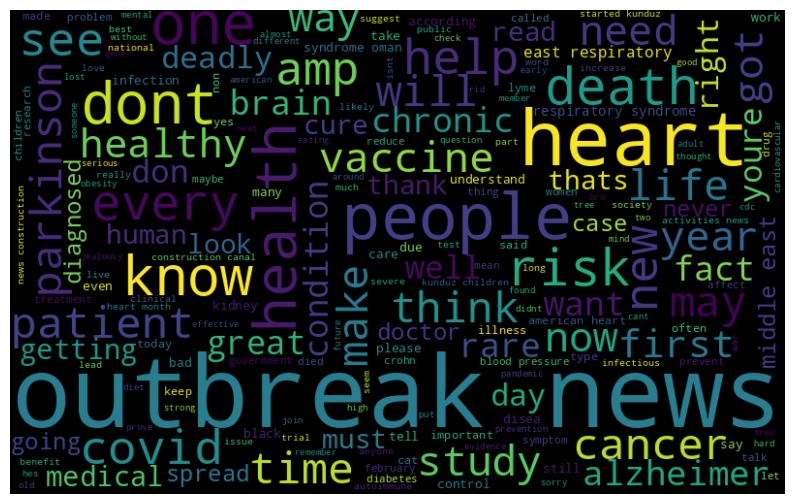 made
problem
mental
suggest
best
without
almost
way
take
according
public
called
started kunduz
work
one
see
national
different
check
syndrome oman
read
need
deadly
help
amp
east respiratory
right
got
gone
love
lost
american
isnt
word
early
increase
good
infection
non
likely
rid
member
will
lyme
respiratory syndrome
death
dont
brain
heart
parkinson
healthy
yes
cure
chronic
reduce
question
part
adult
thought
drug
cardiovascular
children
research
someone
next
eating
serious
really
obesity
maybe
vaccine
thats
life
youre
diagnosed
don
thank
understand
many
around
much
thing
women
bro
tree
society
two
cdc
activities news
every
health
human
look
condition
people
case
never
year
new
news construction
jealousy
construction canal
due
test
said
care
mean
long
mind
live
even
know
make
well
severe
kunduz children
found
didnt
risk
affect
fact
middle east
treatment
heart month
clinical
kidney
think
want
may
cant
patient
effective
future
doctor
illness
american heart
often
getting
today
great
government
died
please
crohn
rare
blood pressure
type
infectious
prevent
now
first
lead
bad
diet
seem
pandemic
outbreak news
keep
strong
join
high
put
prevention
day
disea
symptom
free
hard
prove
going
covid
issue
black
must
tell
important
evidence
cancer
say
talk
benefit
trial
remember
anyone
hes
old
medical
spread
time
february
cat
diabetes
autoimmune
control
study
still
sorry
alzheimer
let